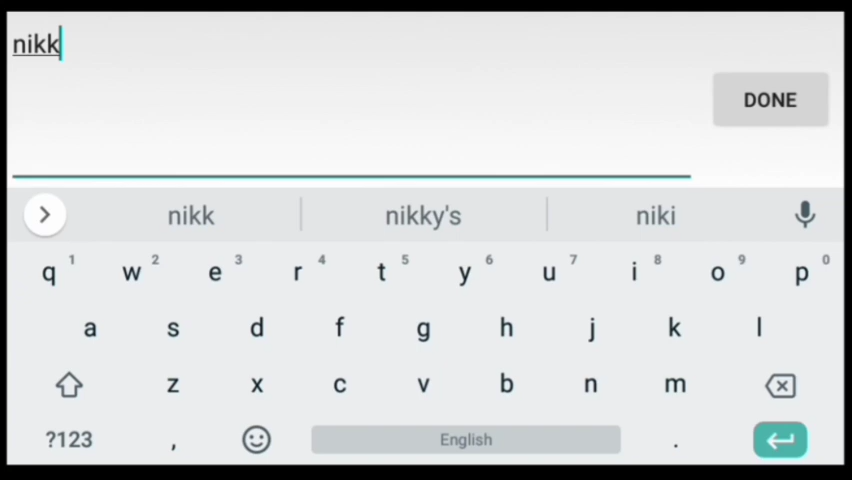 nikk
DONE
nikk nikky's niki
q 1 w 2 e 3 r 4 t 5 y 6 u 7 i 8 o 9 p 0
a s d f g h j k l
z x c v b n m
?123 , English .